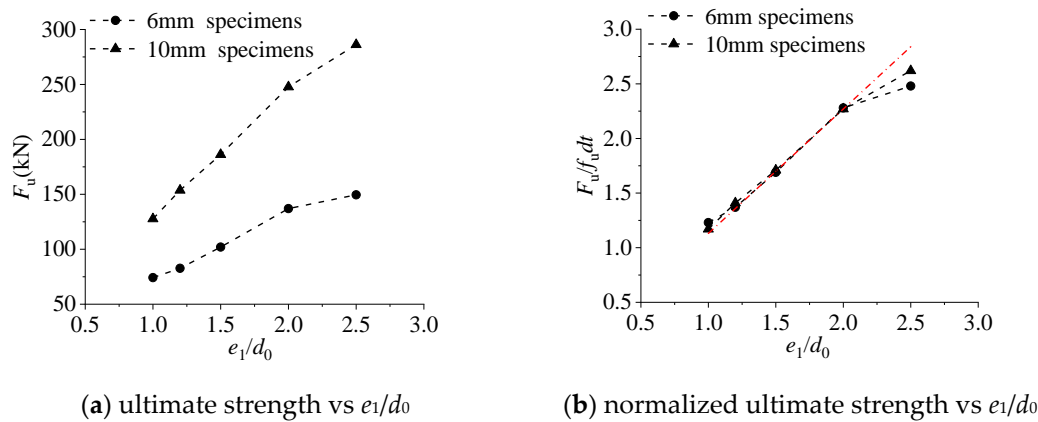 6mm specimens
10mm specimens
300
250
200
150
100
50
0.5 1.0 1.5 2.0 2.5 3.0
Fu(kN)
e1/d0
(a) ultimate strength vs e1/d0
6mm specimens
10mm specimens
3.0
2.5
2.0
1.5
1.0
0.5
0.5 1.0 1.5 2.0 2.5 3.0
Fu/fudt
e1/d0
(b) normalized ultimate strength vs e1/d0